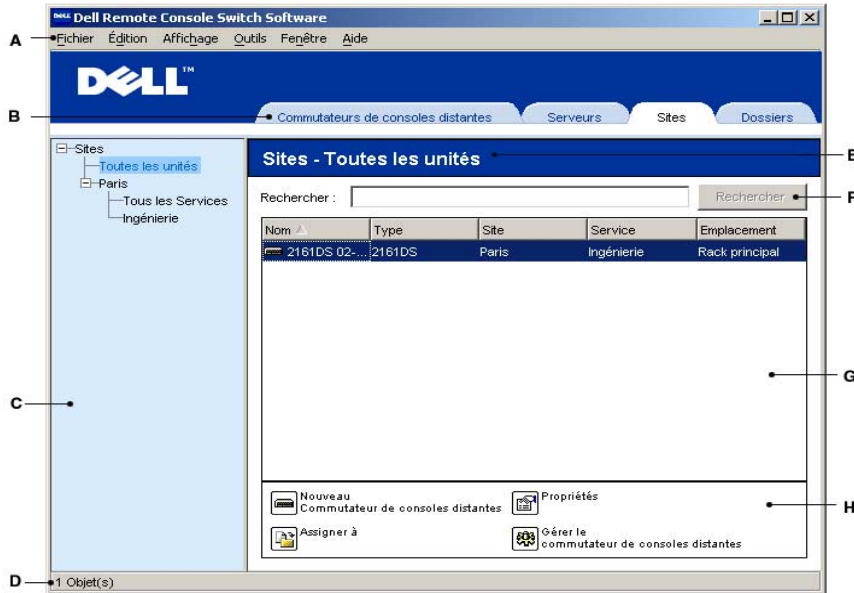 DELL Dell Remote Console Switch Software
A Fichier Édition Affichage Outils Fenêtre Aide
DELL™
B Commutateurs de consoles distantes Serveurs Sites Dossiers
Sites
Toutes les unités
Paris
Tous les Services
Ingénierie
C
Sites - Toutes les unités E
Rechercher : Rechercher F
Nom Type Site Service Emplacement
2161DS 02-... 2161DS Paris Ingénierie Rack principal
G
Nouveau
Commutateur de consoles distantes
Propriétés
H
Assigner à
Gérer le
commutateur de consoles distantes
D 1 Objet(s)